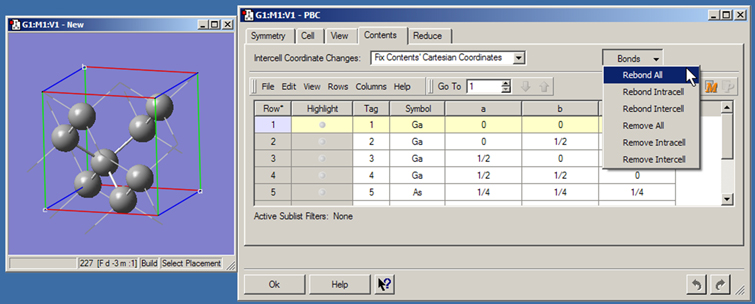 G1:M1:V1 - New
227 [F d -3 m :1] Build Select Placement
G1:M1:V1 - PBC
Symmetry Cell View Contents Reduce
Intercell Coordinate Changes: Fix Contents' Cartesian Coordinates Bonds
Rebond All
Rebond Intracell
Rebond Intercell
Remove All
Remove Intracell
Remove Intercell
File Edit View Rows Columns Help Go To 1
Row Highlight Tag Symbol a b
1 1 Ga 0 0
2 2 Ga 0 1/2
3 3 Ga 1/2 0
4 4 Ga 1/2 1/2 0
5 5 As 1/4 1/4 1/4
Active Sublist Filters: None
Ok Help ?